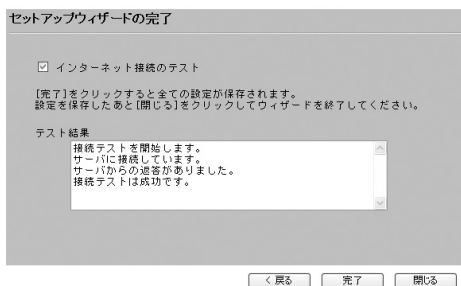 セットアップウィザードの完了
インターネット接続のテスト
[完了]をクリックすると全ての設定が保存されます。
設定を保存したあと[閉じる]をクリックしてウィザードを終了してください。
テスト結果
接続テストを開始します。
サーバに接続しています。
サーバからの返答がありました。
接続テストは成功です。
< 戻る 完了 閉じる